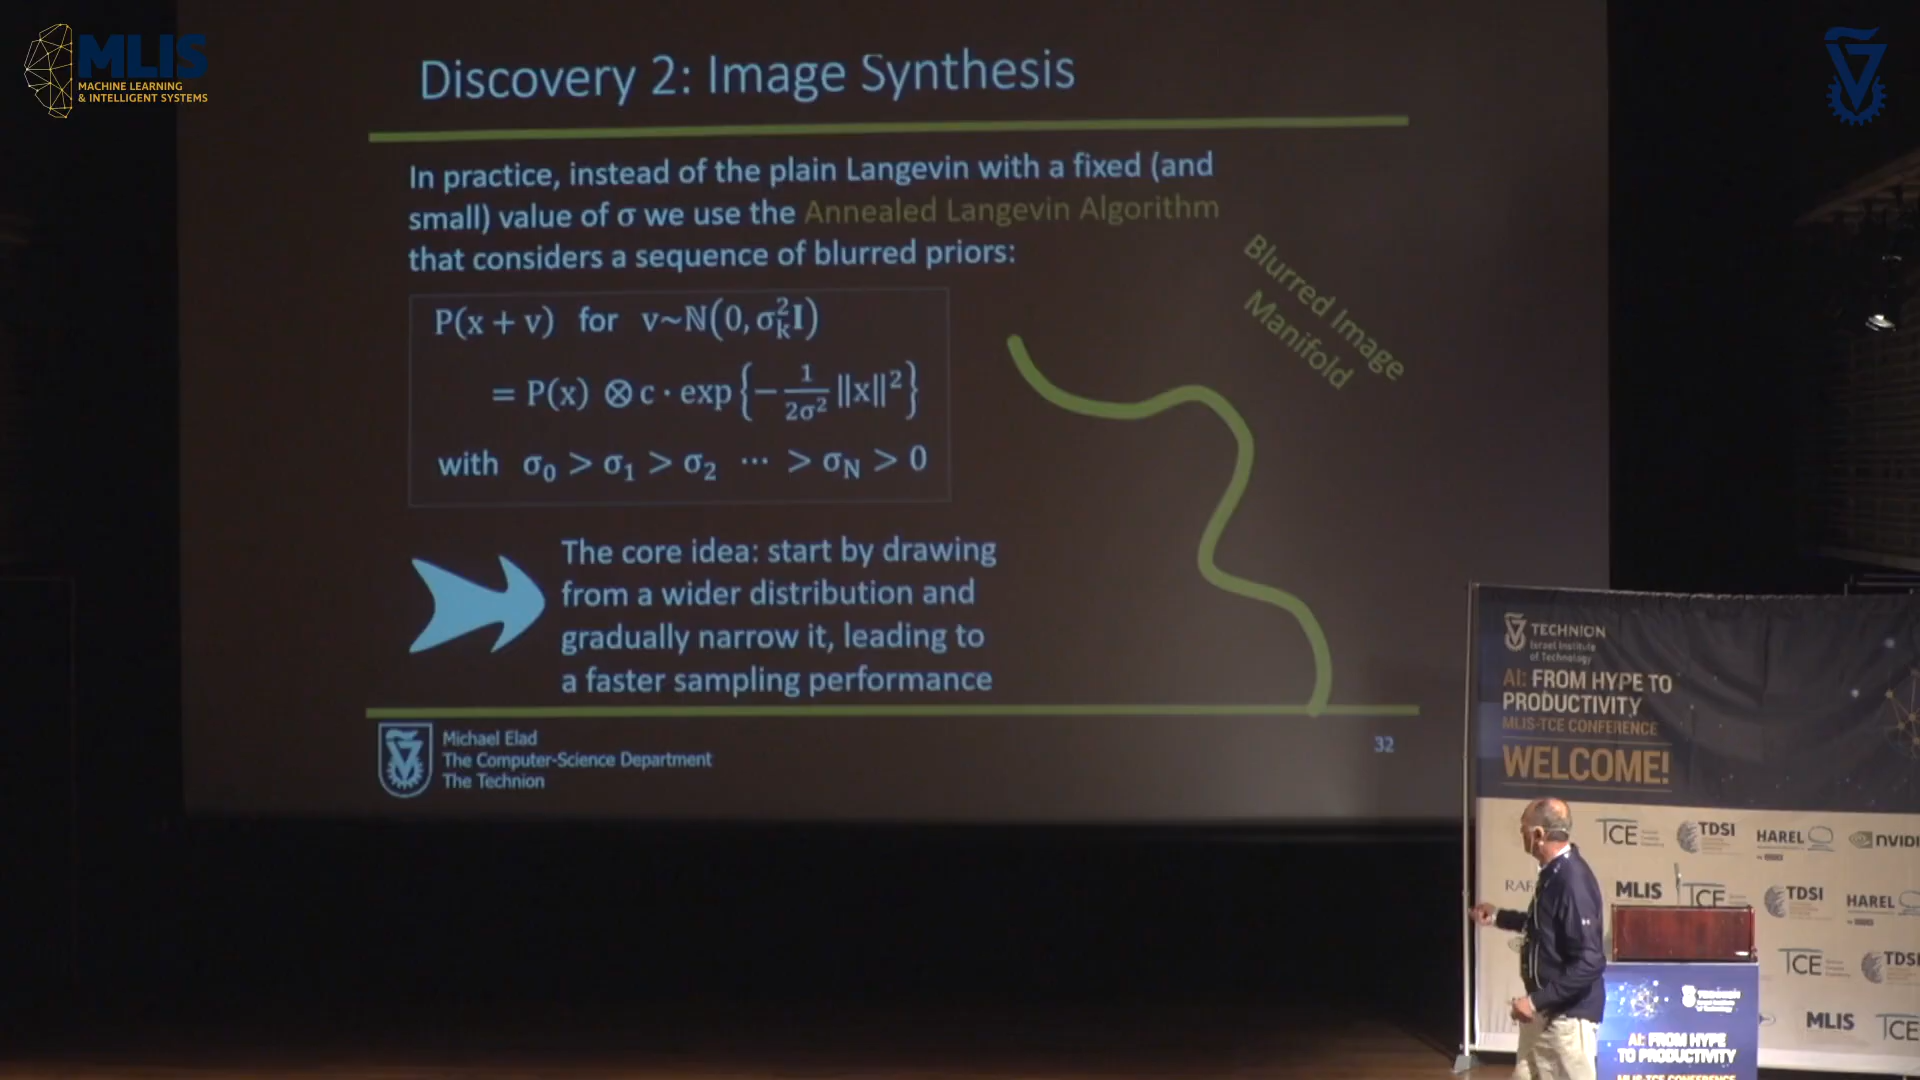 MLIS
MACHINE LEARNING
& INTELLIGENT SYSTEMS
Discovery 2: Image Synthesis
In practice, instead of the plain Langevin with a fixed (and
small) value of σ we use the Annealed Langevin Algorithm
that considers a sequence of blurred priors:
P(x + v) for v~ℕ(0, σ²ₖI)
= P(x) ⊗ c · exp{−1/2σ² ‖x‖²}
with σ₀ > σ₁ > σ₂ ⋯ > σN > 0
Blurred Image
Manifold
The core idea: start by drawing
from a wider distribution and
gradually narrow it, leading to
a faster sampling performance
Michael Elad
The Computer-Science Department
The Technion
32
TECHNION
Israel Institute
of Technology
AI: FROM HYPE TO
PRODUCTIVITY
MLIS-TCE CONFERENCE
WELCOME!
TCE TDSI HAREL NVIDI
RAF MLIS TCE TDSI HAREL
TCE TDSI
MLIS TCE
TECHNION
AI: FROM HYPE
TO PRODUCTIVITY
MLIS-TCE CONFERENCE